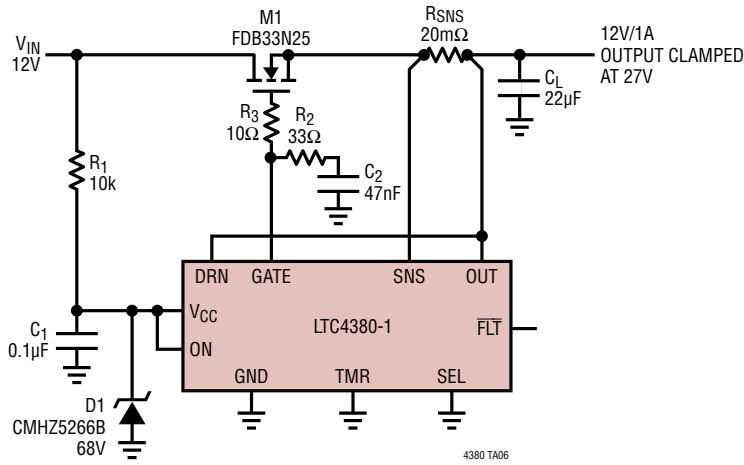 V_IN
12V
M1
FDB33N25
R_SNS
20mΩ
12V/1A
OUTPUT CLAMPED
AT 27V
C_L
22µF
R_3
10Ω
R_2
33Ω
R_1
10k
C_2
47nF
DRN GATE SNS OUT
V_CC
LTC4380-1
FLT
ON
C_1
0.1µF
GND TMR SEL
D1
CMHZ5266B
68V
4380 TA06